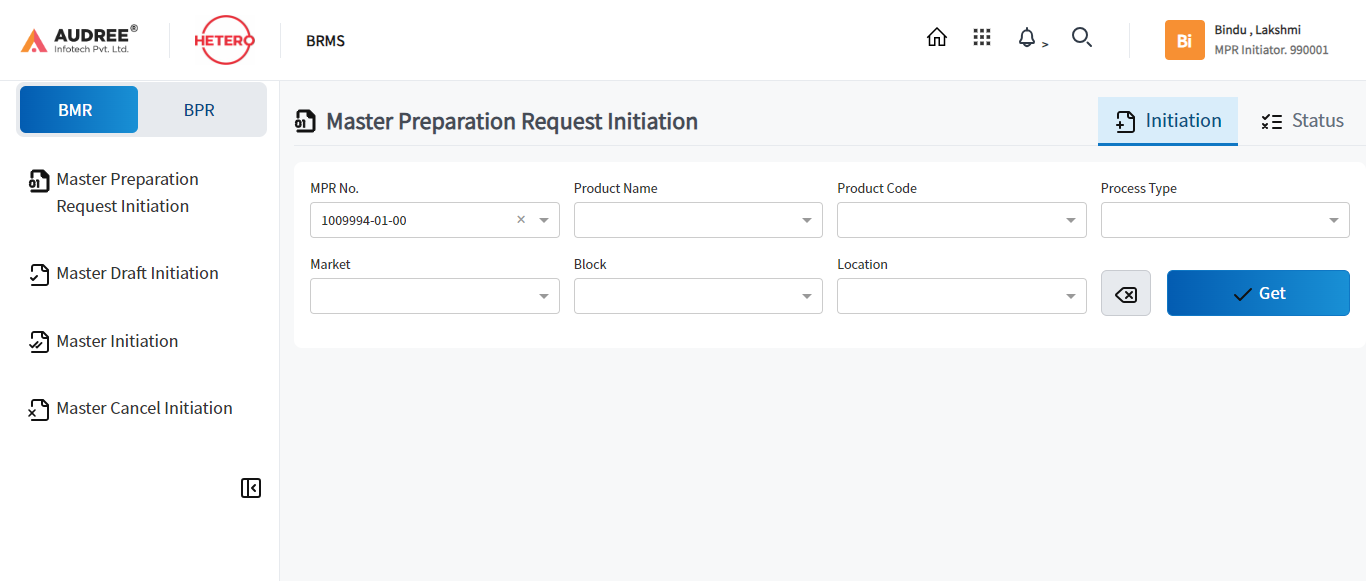 AUDREE®
Infotech Pvt. Ltd.
HETERO
BRMS
>
Bi
Bindu , Lakshmi
MPR Initiator. 990001
BMR
BPR
01 Master Preparation
Request Initiation
Master Draft Initiation
Master Initiation
Master Cancel Initiation
01 Master Preparation Request Initiation
Initiation
Status
MPR No.
Product Name
Product Code
Process Type
1009994-01-00 ×
Market
Block
Location
Get